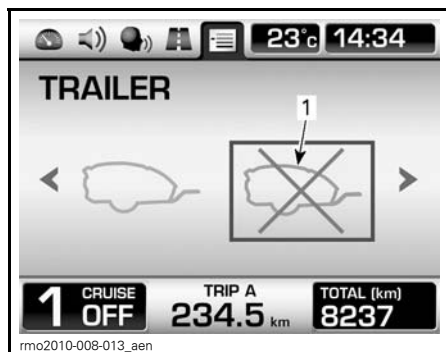 23°c 14:34
TRAILER
1
1 CRUISE OFF
TRIP A
234.5 km
TOTAL (km)
8237
rmo2010-008-013_aen